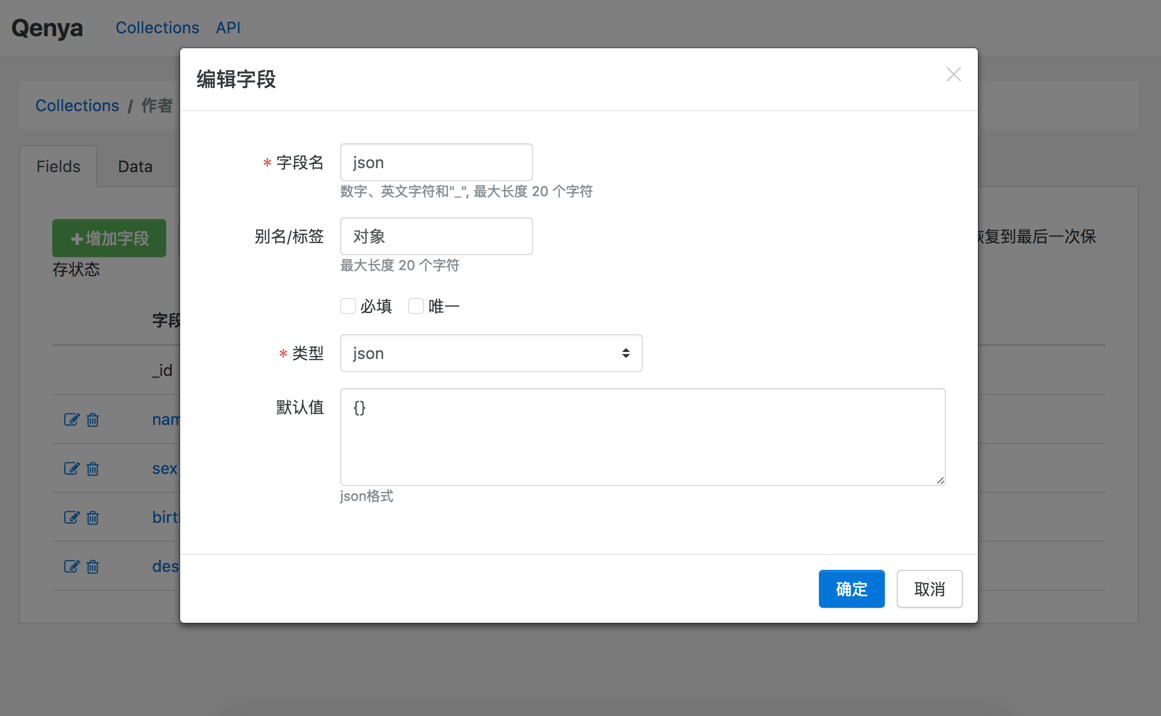 Qenya Collections API
Collections / 作者
Fields Data
增加字段
恢复到最后一次保
存状态
字段
_id
nam
sex
birt
des
编辑字段
* 字段名 json
数字、英文字符和"_", 最大长度 20 个字符
别名/标签 对象
最大长度 20 个字符
必填 唯一
* 类型 json
默认值 {}
json格式
确定 取消